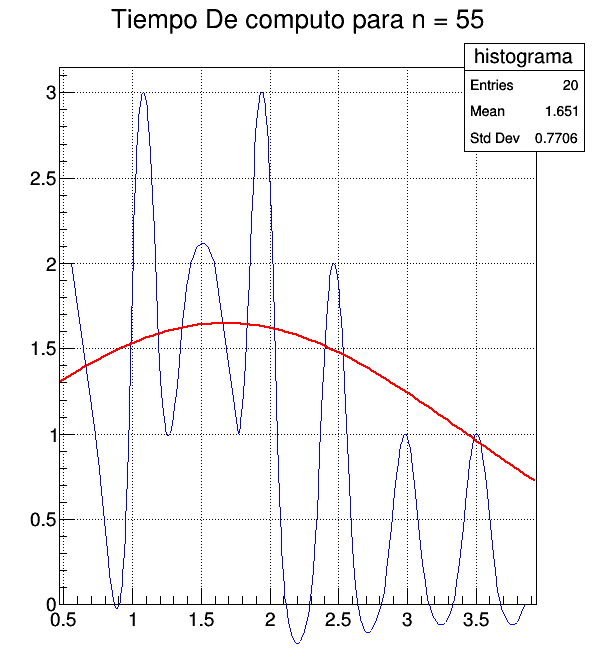 Tiempo De computo para n = 55
histograma
Entries 20
Mean 1.651
Std Dev 0.7706
3
2.5
2
1.5
1
0.5
0
0.5 1 1.5 2 2.5 3 3.5